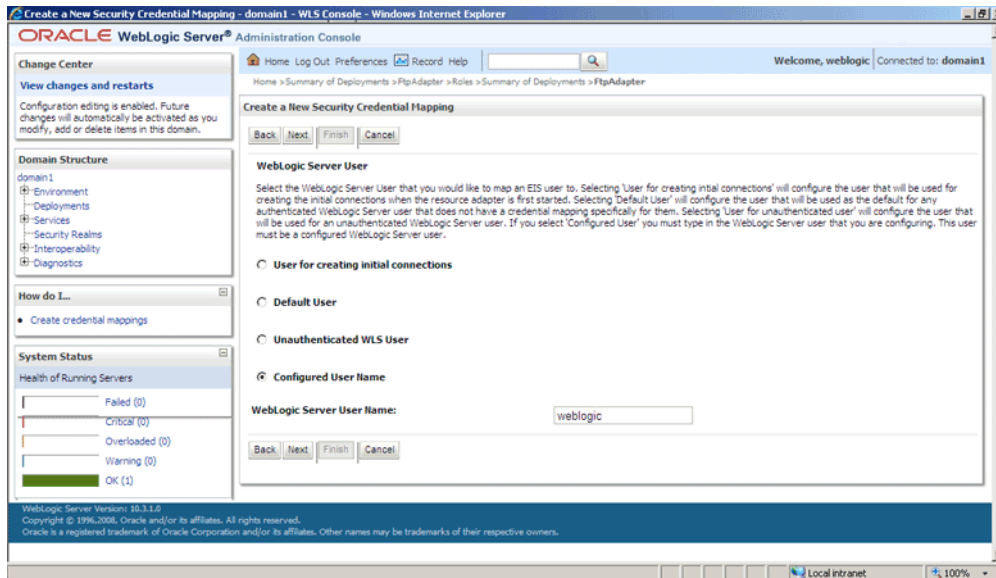 Create a New Security Credential Mapping - domain1 - WLS Console - Windows Internet Explorer
ORACLE WebLogic Server® Administration Console
Change Center
View changes and restarts
Configuration editing is enabled. Future
changes will automatically be activated as you
modify, add or delete items in this domain.
Domain Structure
domain1
Environment
Deployments
Services
Security Realms
Interoperability
Diagnostics
How do I...
Create credential mappings
System Status
Health of Running Servers
Failed (0)
Critical (0)
Overloaded (0)
Warning (0)
OK (1)
Home Log Out Preferences Record Help
Welcome, weblogic Connected to: domain1
Home >Summary of Deployments >FtpAdapter >Roles >Summary of Deployments >FtpAdapter
Create a New Security Credential Mapping
Back Next Finish Cancel
WebLogic Server User
Select the WebLogic Server User that you would like to map an EIS user to. Selecting 'User for creating intial connections' will configure the user that will be used for
creating the initial connections when the resource adapter is first started. Selecting 'Default User' will configure the user that will be used as the default for any
authenticated WebLogic Server user that does not have a credential mapping specifically for them. Selecting 'User for unauthenticated user' will configure the user that
will be used for an unauthenticated WebLogic Server user. If you select 'Configured User' you must type in the WebLogic Server user that you are configuring. This user
must be a configured WebLogic Server user.
User for creating initial connections
Default User
Unauthenticated WLS User
Configured User Name
WebLogic Server User Name: weblogic
Back Next Finish Cancel
WebLogic Server Version: 10.3.1.0
Copyright © 1996,2008, Oracle and/or its affiliates. All rights reserved.
Oracle is a registered trademark of Oracle Corporation and/or its affiliates. Other names may be trademarks of their respective owners.
Local intranet 100%